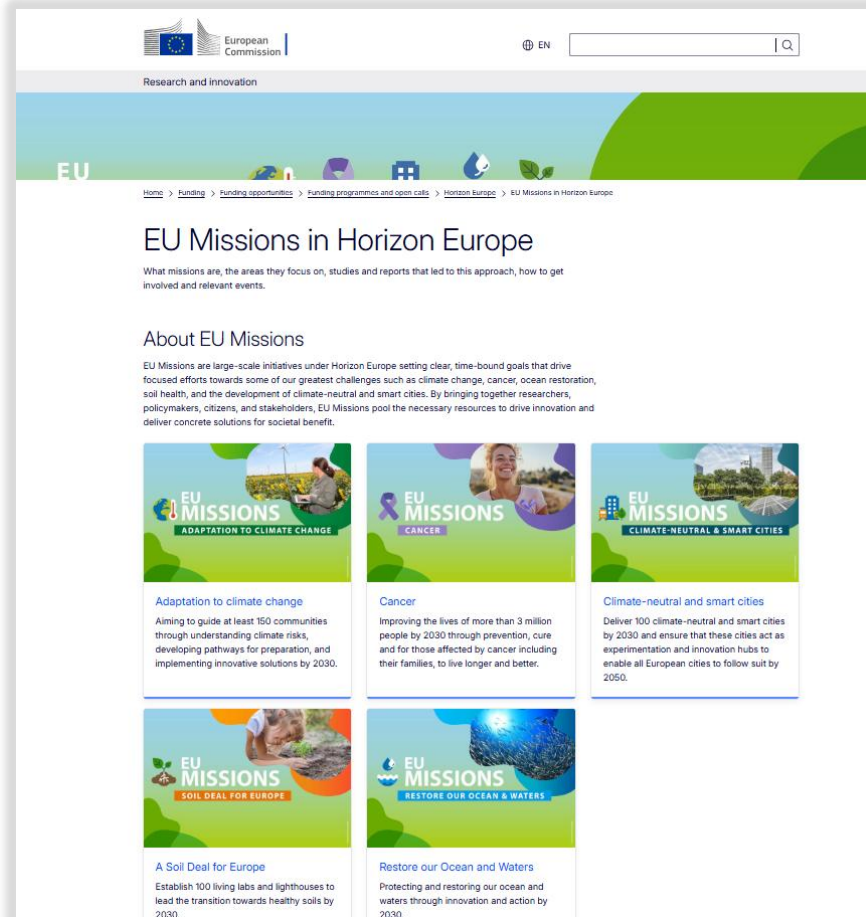 European
Commission
EN
Research and innovation
EU
Home > Funding > Funding opportunities > Funding programmes and open calls > Horizon Europe > EU Missions in Horizon Europe
EU Missions in Horizon Europe
What missions are, the areas they focus on, studies and reports that led to this approach, how to get
involved and relevant events.
About EU Missions
EU Missions are large-scale initiatives under Horizon Europe setting clear, time-bound goals that drive
focused efforts towards some of our greatest challenges such as climate change, cancer, ocean restoration,
soil health, and the development of climate-neutral and smart cities. By bringing together researchers,
policymakers, citizens, and stakeholders, EU Missions pool the necessary resources to drive innovation and
deliver concrete solutions for societal benefit.
EU
MISSIONS
ADAPTATION TO CLIMATE CHANGE
Adaptation to climate change
Aiming to guide at least 150 communities
through understanding climate risks,
developing pathways for preparation, and
implementing innovative solutions by 2030.
EU
MISSIONS
CANCER
Cancer
Improving the lives of more than 3 million
people by 2030 through prevention, cure
and for those affected by cancer including
their families, to live longer and better.
EU
MISSIONS
CLIMATE-NEUTRAL & SMART CITIES
Climate-neutral and smart cities
Deliver 100 climate-neutral and smart cities
by 2030 and ensure that these cities act as
experimentation and innovation hubs to
enable all European cities to follow suit by
2050.
EU
MISSIONS
SOIL DEAL FOR EUROPE
A Soil Deal for Europe
Establish 100 living labs and lighthouses to
lead the transition towards healthy soils by
2030
EU
MISSIONS
RESTORE OUR OCEAN & WATERS
Restore our Ocean and Waters
Protecting and restoring our ocean and
waters through innovation and action by
2030